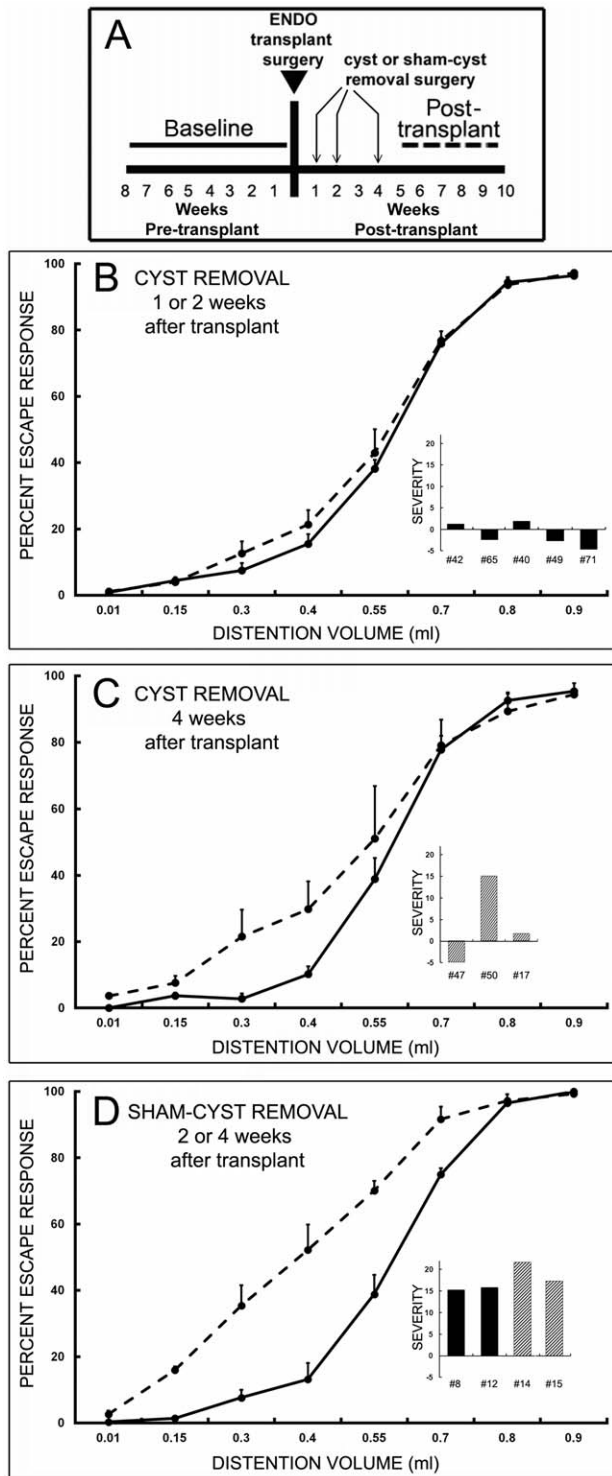 A
ENDO
transplant
surgery
cyst or sham-cyst
removal surgery
Baseline
Post-
transplant
8 7 6 5 4 3 2 1 1 2 3 4 5 6 7 8 9 10
Weeks Weeks
Pre-transplant Post-transplant
B
CYST REMOVAL
1 or 2 weeks
after transplant
PERCENT ESCAPE RESPONSE
100
80
60
40
20
0
0.01 0.15 0.3 0.4 0.55 0.7 0.8 0.9
DISTENTION VOLUME (ml)
SEVERITY
20
15
10
5
0
-5
#42 #65 #40 #49 #71
C
CYST REMOVAL
4 weeks
after transplant
PERCENT ESCAPE RESPONSE
100
80
60
40
20
0
0.01 0.15 0.3 0.4 0.55 0.7 0.8 0.9
DISTENTION VOLUME (ml)
SEVERITY
20
15
10
5
0
-5
#47 #50 #17
D
SHAM-CYST REMOVAL
2 or 4 weeks
after transplant
PERCENT ESCAPE RESPONSE
100
80
60
40
20
0
0.01 0.15 0.3 0.4 0.55 0.7 0.8 0.9
DISTENTION VOLUME (ml)
SEVERITY
20
15
10
5
0
-5
#8 #12 #14 #15